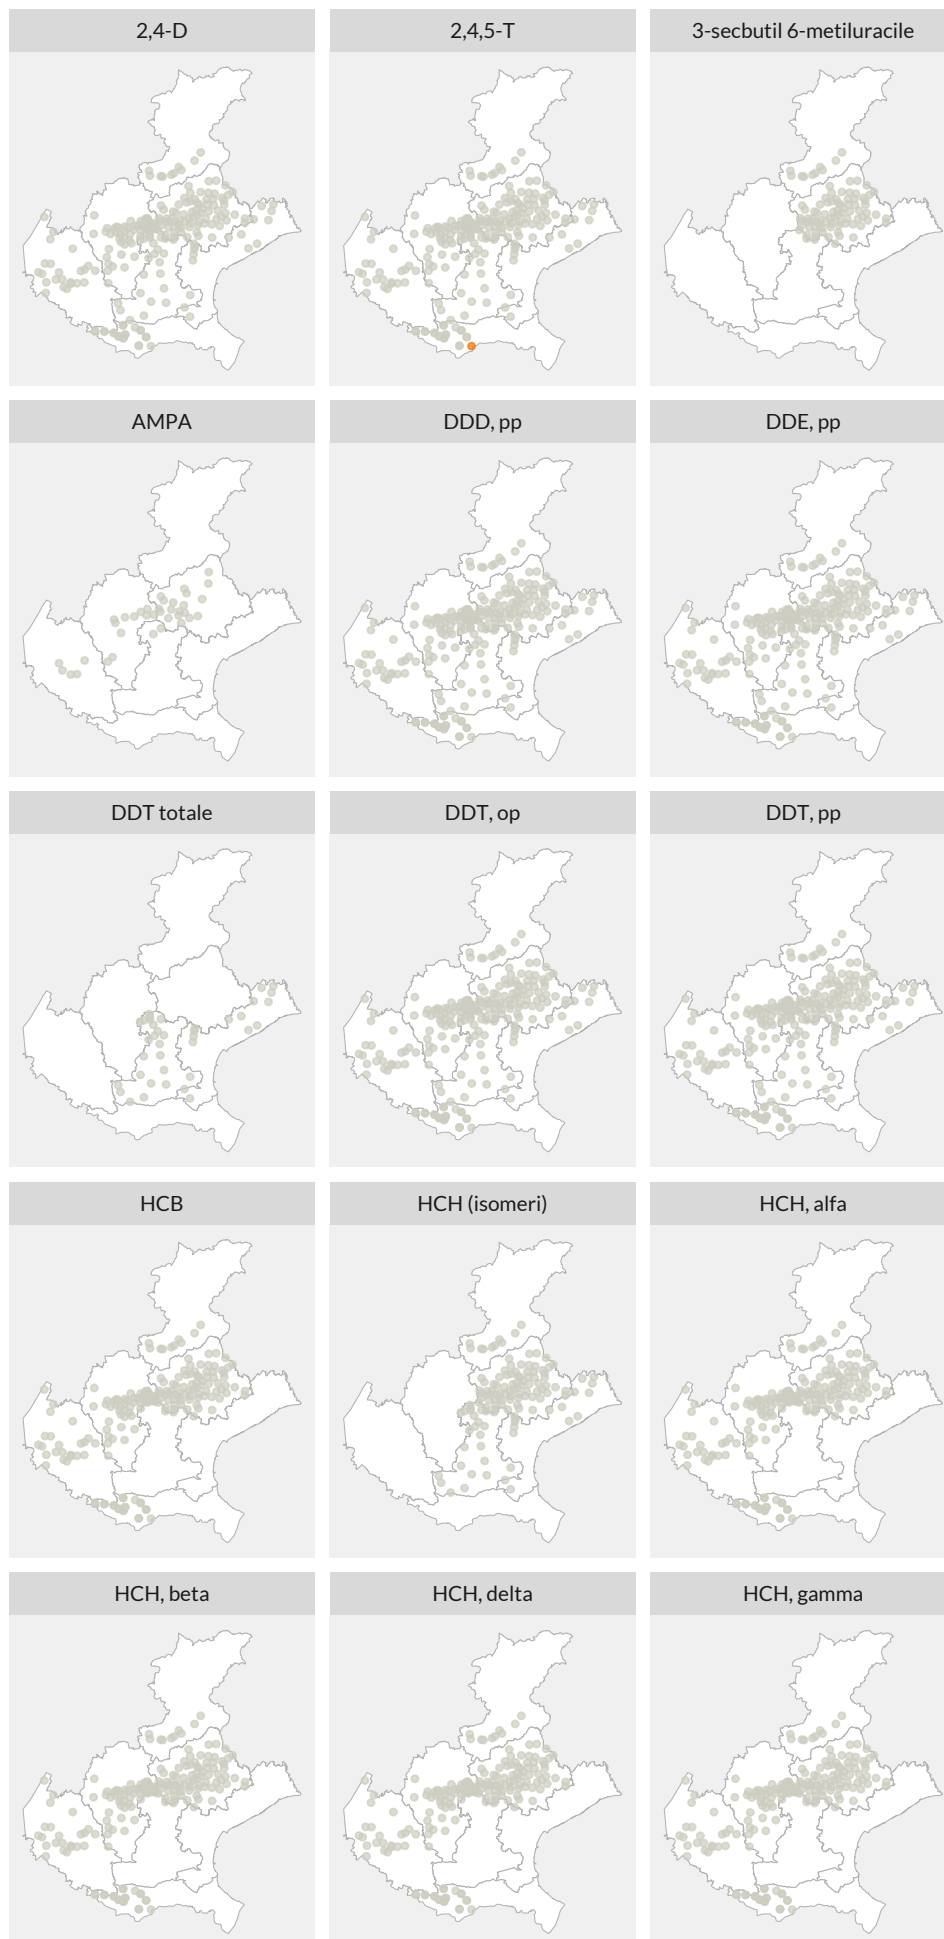 2,4-D
2,4,5-T
3-secbutil 6-metiluracile
AMPA
DDD, pp
DDE, pp
DDT totale
DDT, op
DDT, pp
HCB
HCH (isomeri)
HCH, alfa
HCH, beta
HCH, delta
HCH, gamma